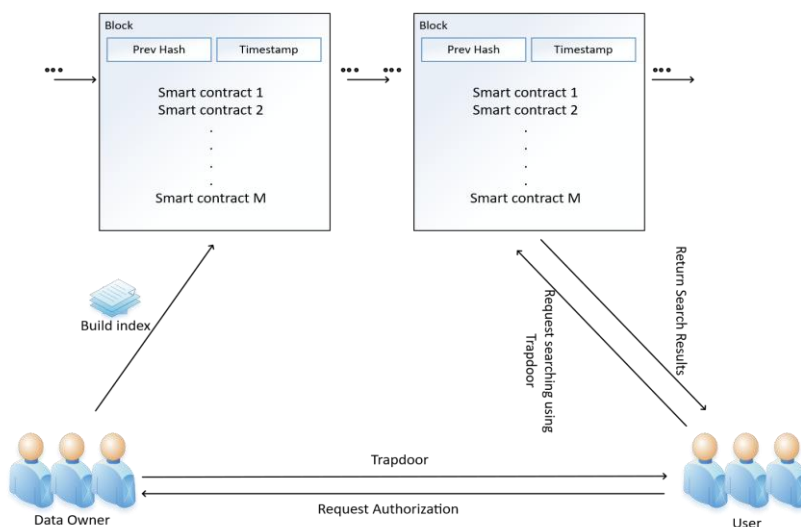 Block
Prev Hash
Timestamp
Smart contract 1
Smart contract 2
.
.
.
.
Smart contract M
Block
Prev Hash
Timestamp
Smart contract 1
Smart contract 2
.
.
.
.
Smart contract M
...
...
...
...
Build index
Request searching using
Trapdoor
Return Search Results
Trapdoor
Request Authorization
Data Owner
User